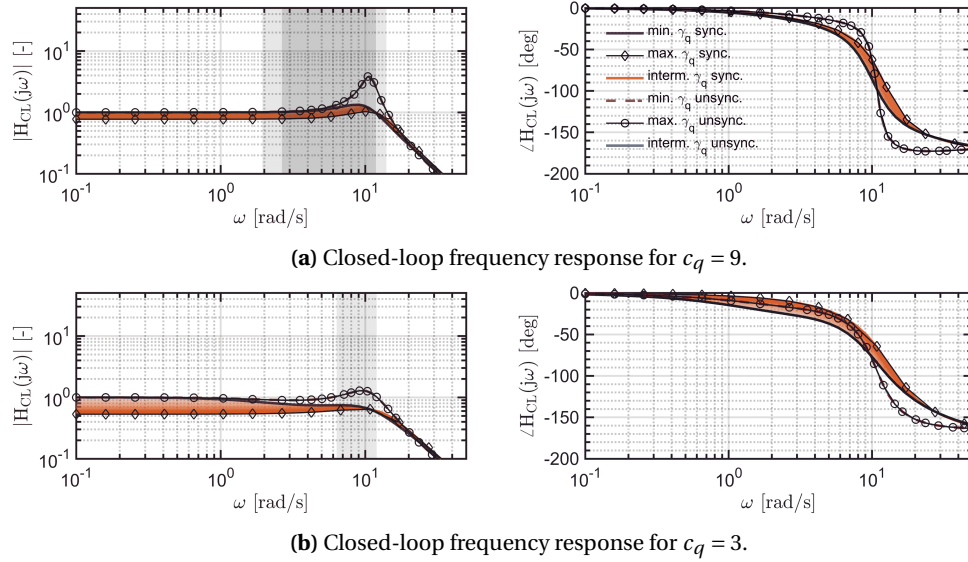 |H_CL(jω)| [-]
10^1
10^0
10^-1
10^-1
10^0
10^1
ω [rad/s]
∠H_CL(jω) [deg]
0
-50
-100
-150
-200
min. γ_q sync.
max. γ_q sync.
interm. γ_q sync.
min. γ_q unsync.
max. γ_q unsync.
interm. γ_q unsync.
10^-1
10^0
10^1
ω [rad/s]
(a) Closed-loop frequency response for c_q = 9.
|H_CL(jω)| [-]
10^1
10^0
10^-1
10^-1
10^0
10^1
ω [rad/s]
∠H_CL(jω) [deg]
0
-50
-100
-150
-200
10^-1
10^0
10^1
ω [rad/s]
(b) Closed-loop frequency response for c_q = 3.